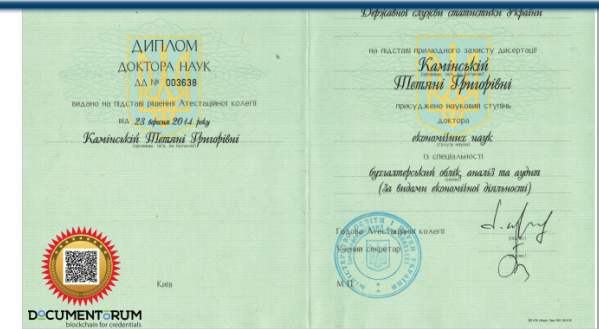 ДИПЛОМ
ДОКТОРА НАУК
ДД № 003638
видано на підставі рішення Атестаційної колегії
від 23 вересня 2014 року
Камінській Тетяні Григорівні
Київ
DOCUMENTORUM
blockchain for credentials
Державної служби статистики України
на підставі прилюдного захисту дисертації
Камінській
Тетяні Григорівні
присуджено науковий ступінь
доктора
економічних наук
із спеціальності
бухгалтерський облік, аналіз та аудит
(за видами економічної діяльності)
Голова Атестаційної колегії
Учений секретар
М.П.